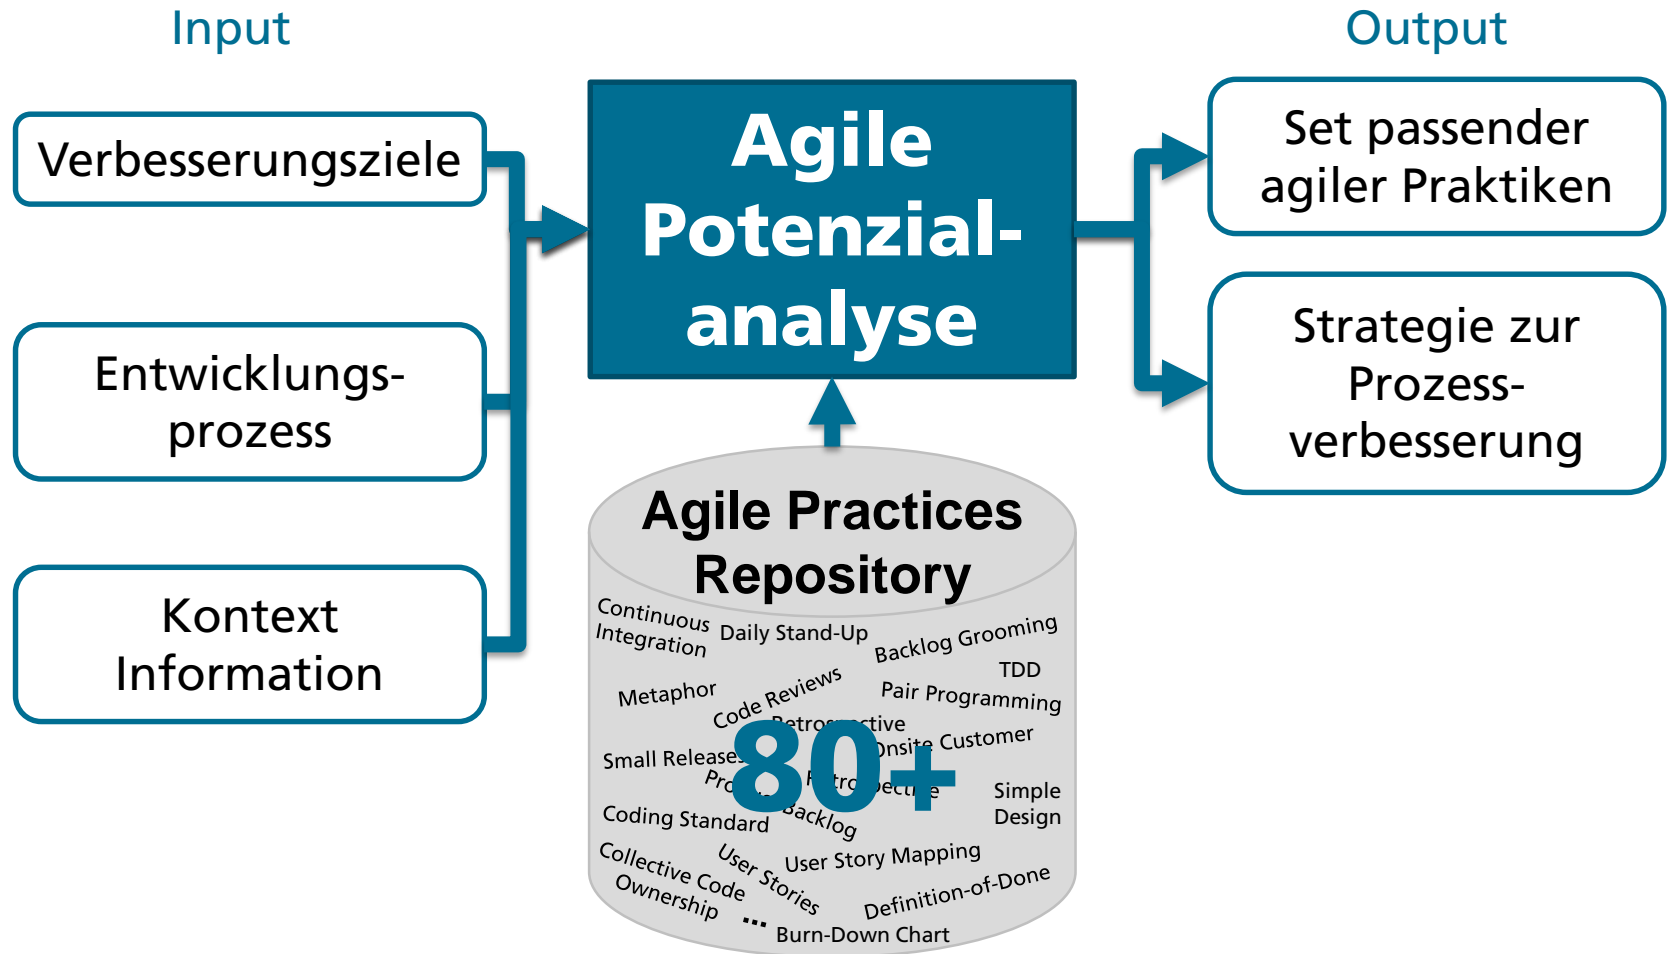 Input
Output
Verbesserungsziele
Entwicklungs-
prozess
Kontext
Information
Agile
Potenzial-
analyse
Set passender
agiler Praktiken
Strategie zur
Prozess-
verbesserung
Agile Practices
Repository
Continuous
Integration
Daily Stand-Up
Backlog Grooming
TDD
Metaphor
Code Reviews
Pair Programming
Retrospective
Onsite Customer
Small Releases
80+
Product Backlog
Retrospective
Simple
Design
Coding Standard
User Story Mapping
Collective Code
Ownership
User Stories
Definition-of-Done
...
Burn-Down Chart